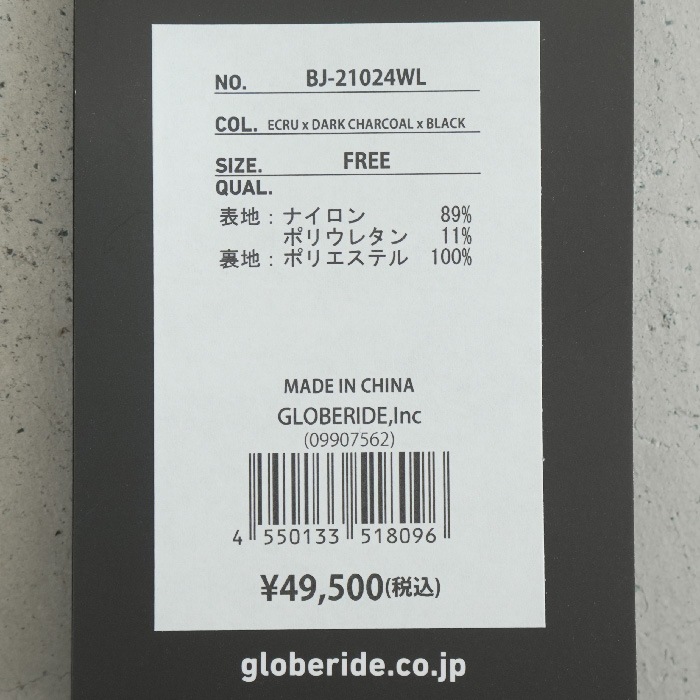 NO. BJ-21024WL
COL. ECRU x DARK CHARCOAL x BLACK
SIZE. FREE
QUAL.
表地：ナイロン 89%
ポリウレタン 11%
裏地：ポリエステル 100%
MADE IN CHINA
GLOBERIDE,Inc
(09907562)
4 550133 518096
¥49,500(税込)
globeride.co.jp